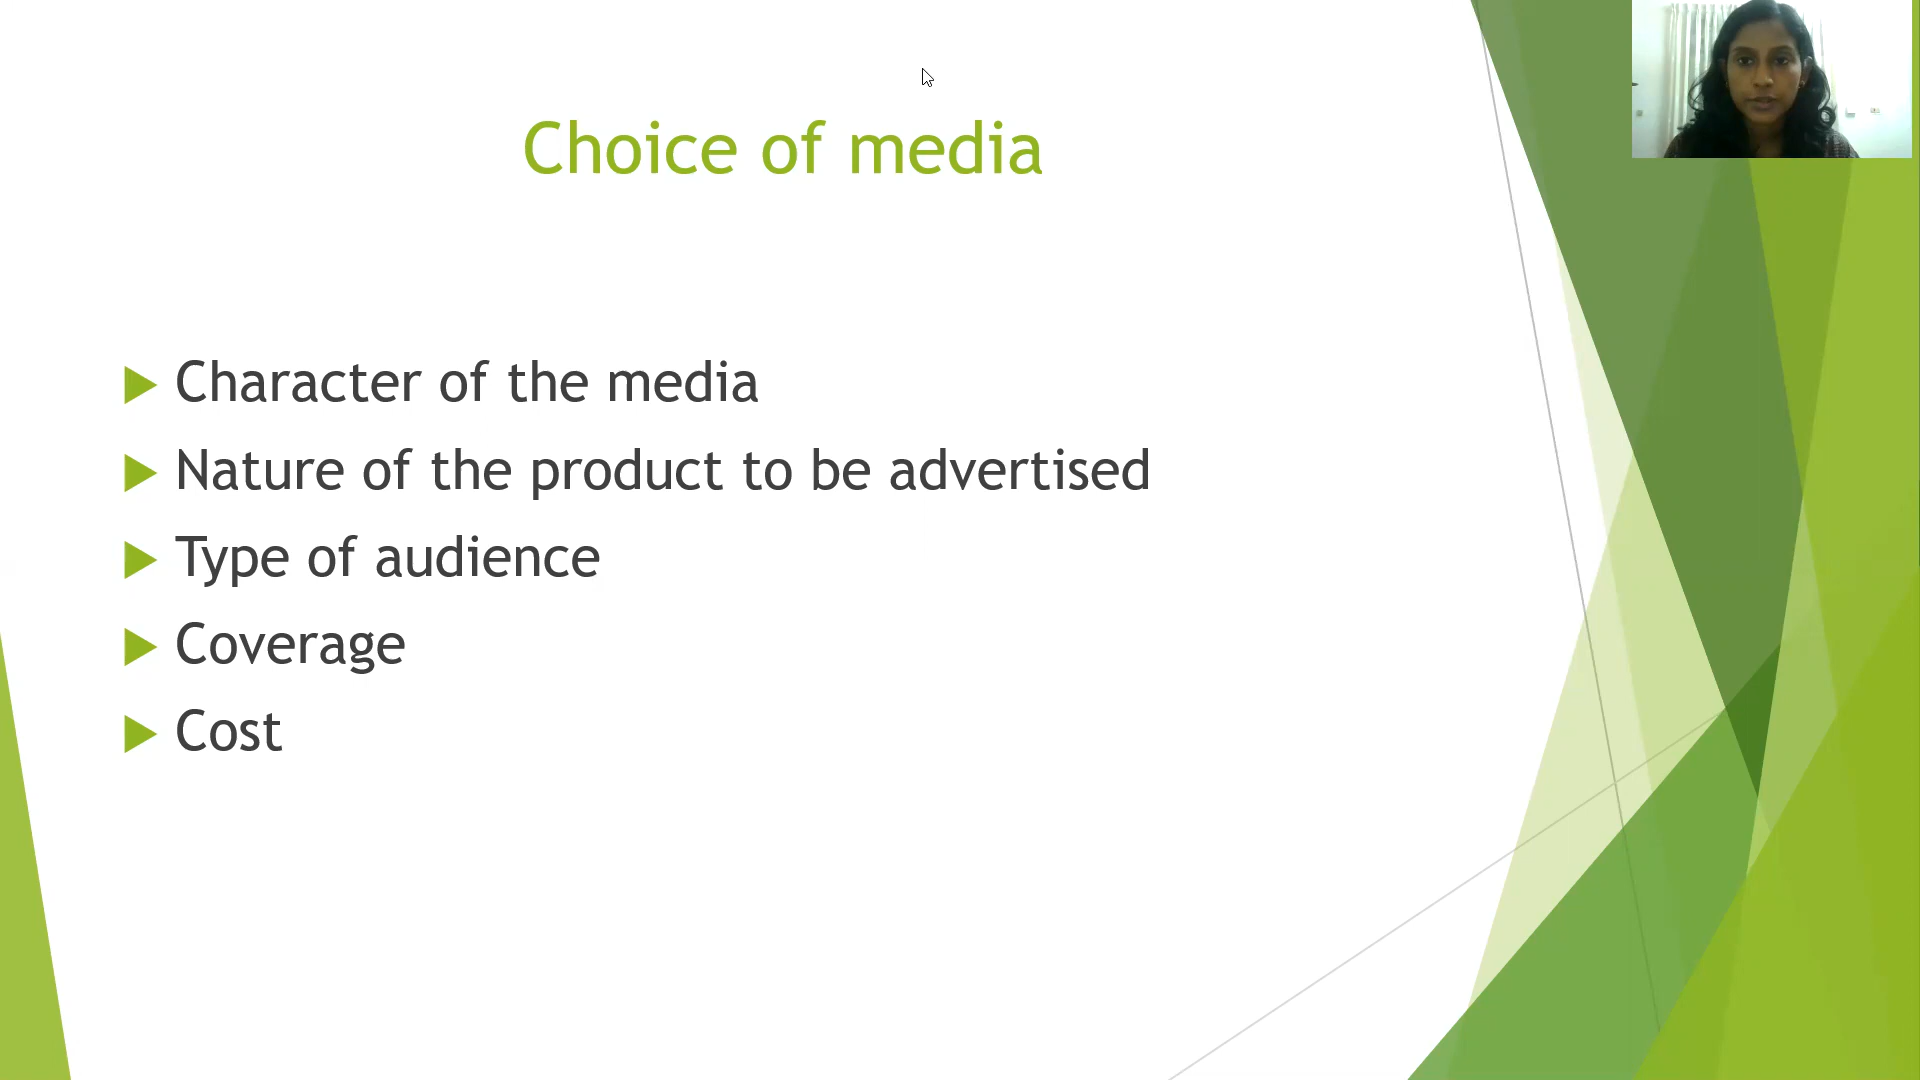 Choice of media
Character of the media
Nature of the product to be advertised
Type of audience
Coverage
Cost